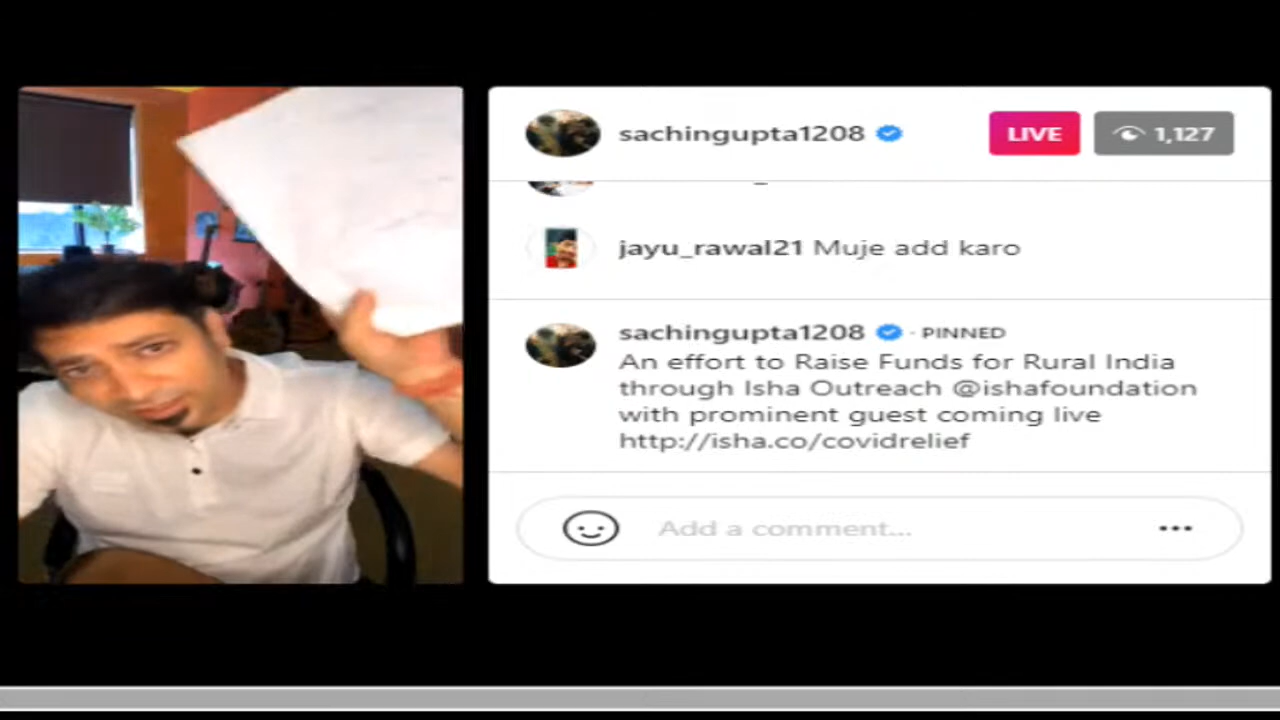 sachingupta1208
LIVE
1,127
jayu_rawal21 Muje add karo
sachingupta1208 · PINNED
An effort to Raise Funds for Rural India
through Isha Outreach @ishafoundation
with prominent guest coming live
http://isha.co/covidrelief
Add a comment...